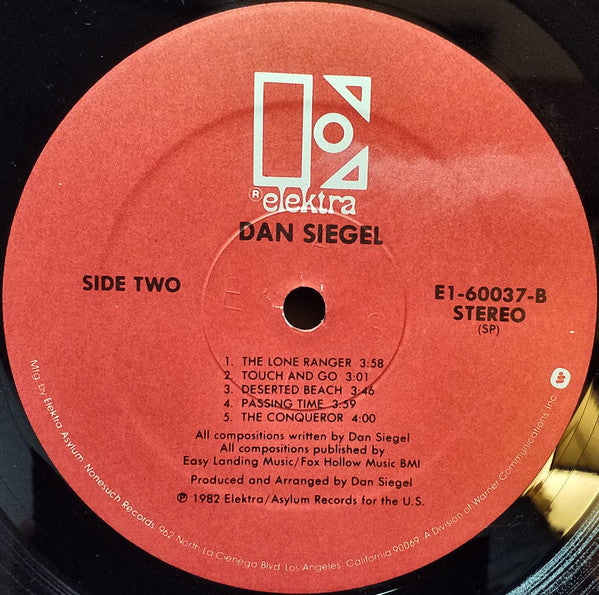 ® elektra
DAN SIEGEL
SIDE TWO
E1-60037-B
STEREO
(SP)
1. THE LONE RANGER 3:58
2. TOUCH AND GO 3:01
3. DESERTED BEACH 3:46
4. PASSING TIME 3:59
5. THE CONQUEROR 4:00
All compositions written by Dan Siegel
All compositions published by
Easy Landing Music/Fox Hollow Music BMI
Produced and Arranged by Dan Siegel
℗ 1982 Elektra/Asylum Records for the U.S.
Mfg. by Elektra Asylum Nonesuch Records, 962 North La Cienega Blvd. Los Angeles, California 90069. A Division of Warner Communications Inc.